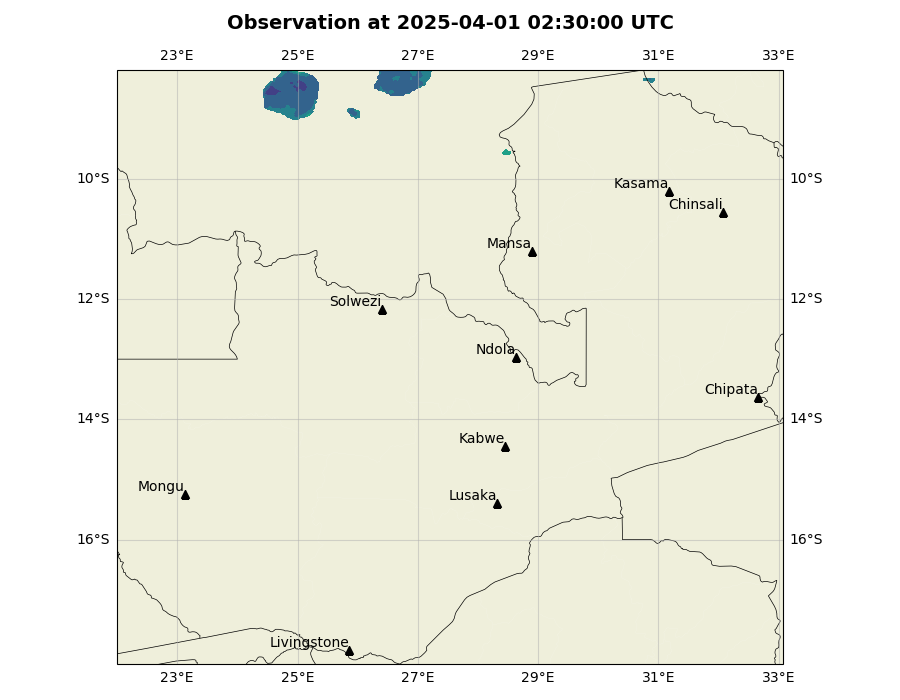 Observation at 2025-04-01 02:30:00 UTC
23°E 25°E 27°E 29°E 31°E 33°E
10°S 10°S
Kasama
Chinsali
Mansa
12°S 12°S
Solwezi
Ndola
Chipata
14°S 14°S
Kabwe
Mongu
Lusaka
16°S 16°S
Livingstone
23°E 25°E 27°E 29°E 31°E 33°E